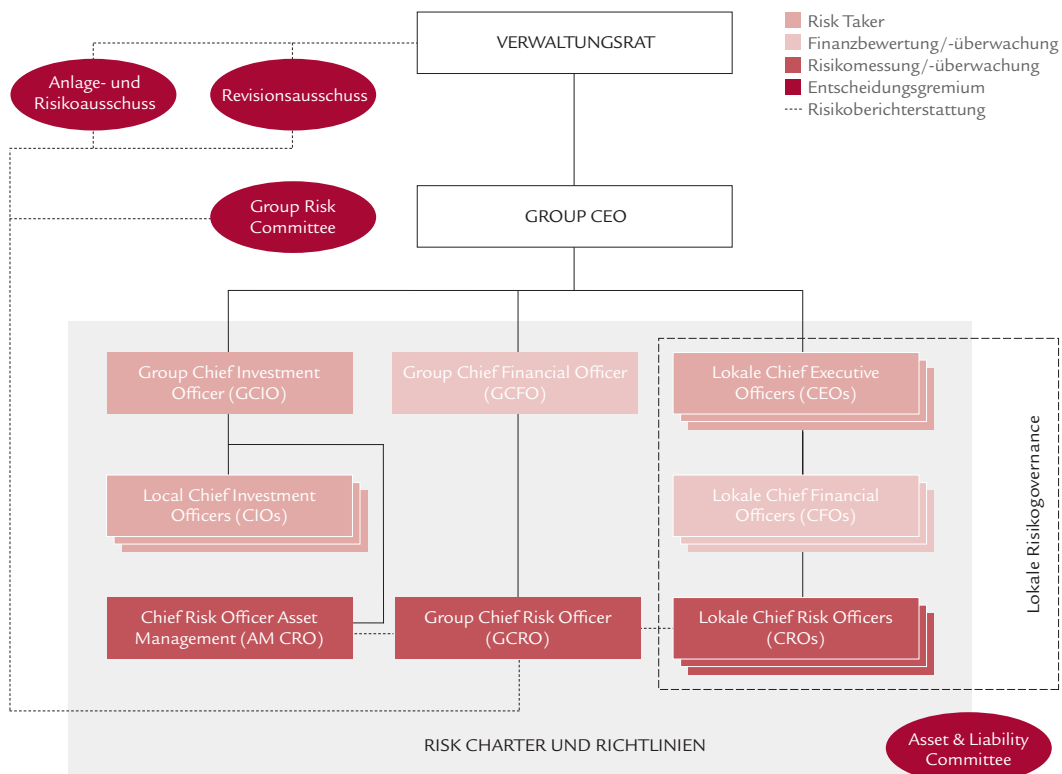 VERWALTUNGSRAT
Risk Taker
Finanzbewertung/-überwachung
Risikomessung/-überwachung
Entscheidungsgremium
Risikoberichterstattung
Anlage- und
Risikoausschuss
Revisionsausschuss
Group Risk
Committee
GROUP CEO
Group Chief Investment
Officer (GCIO)
Group Chief Financial Officer
(GCFO)
Lokale Chief Executive
Officers (CEOs)
Local Chief Investment
Officers (CIOs)
Lokale Chief Financial
Officers (CFOs)
Chief Risk Officer Asset
Management (AM CRO)
Group Chief Risk Officer
(GCRO)
Lokale Chief Risk Officers
(CROs)
Lokale Risikogovernance
RISK CHARTER UND RICHTLINIEN
Asset & Liability
Committee